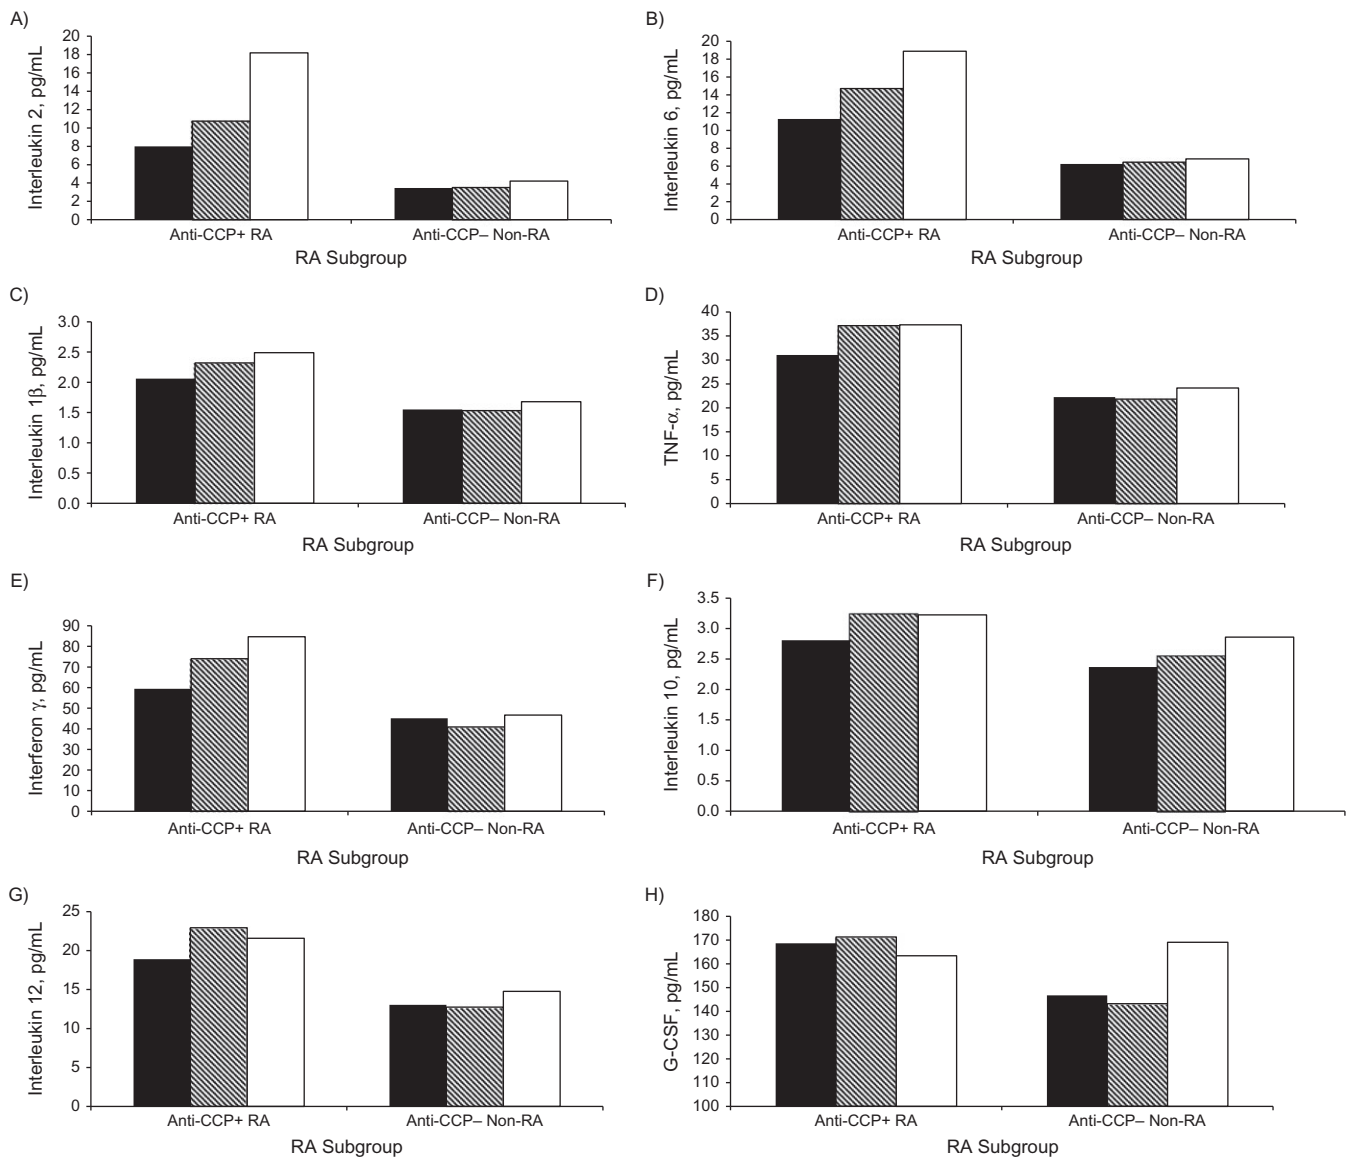 A)
Interleukin 2, pg/mL
20
18
16
14
12
10
8
6
4
2
0
Anti-CCP+ RA
Anti-CCP– Non-RA
RA Subgroup
B)
Interleukin 6, pg/mL
20
18
16
14
12
10
8
6
4
2
0
Anti-CCP+ RA
Anti-CCP– Non-RA
RA Subgroup
C)
Interleukin 1β, pg/mL
3.0
2.5
2.0
1.5
1.0
0.5
0.0
Anti-CCP+ RA
Anti-CCP– Non-RA
RA Subgroup
D)
TNF-α, pg/mL
40
35
30
25
20
15
10
5
0
Anti-CCP+ RA
Anti-CCP– Non-RA
RA Subgroup
E)
Interferon γ, pg/mL
90
80
70
60
50
40
30
20
10
0
Anti-CCP+ RA
Anti-CCP– Non-RA
RA Subgroup
F)
Interleukin 10, pg/mL
3.5
3.0
2.5
2.0
1.5
1.0
0.5
0.0
Anti-CCP+ RA
Anti-CCP– Non-RA
RA Subgroup
G)
Interleukin 12, pg/mL
25
20
15
10
5
0
Anti-CCP+ RA
Anti-CCP– Non-RA
RA Subgroup
H)
G-CSF, pg/mL
180
170
160
150
140
130
120
110
100
Anti-CCP+ RA
Anti-CCP– Non-RA
RA Subgroup